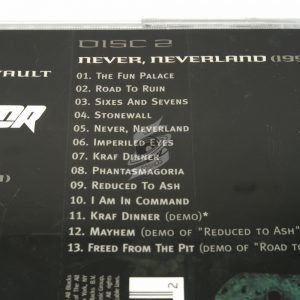 DISC 2
NEVER, NEVERLAND (199
VAULT
01. The Fun Palace
02. Road To Ruin
03. Sixes And Sevens
04. Stonewall
05. Never, Neverland
06. Imperiled Eyes
07. Kraf Dinner
08. Phantasmagoria
09. Reduced To Ash
10. I Am In Command
11. Kraf Dinner (demo)*
12. Mayhem (demo of "Reduced to Ash"
13. Freed From The Pit (demo of "Road to
2